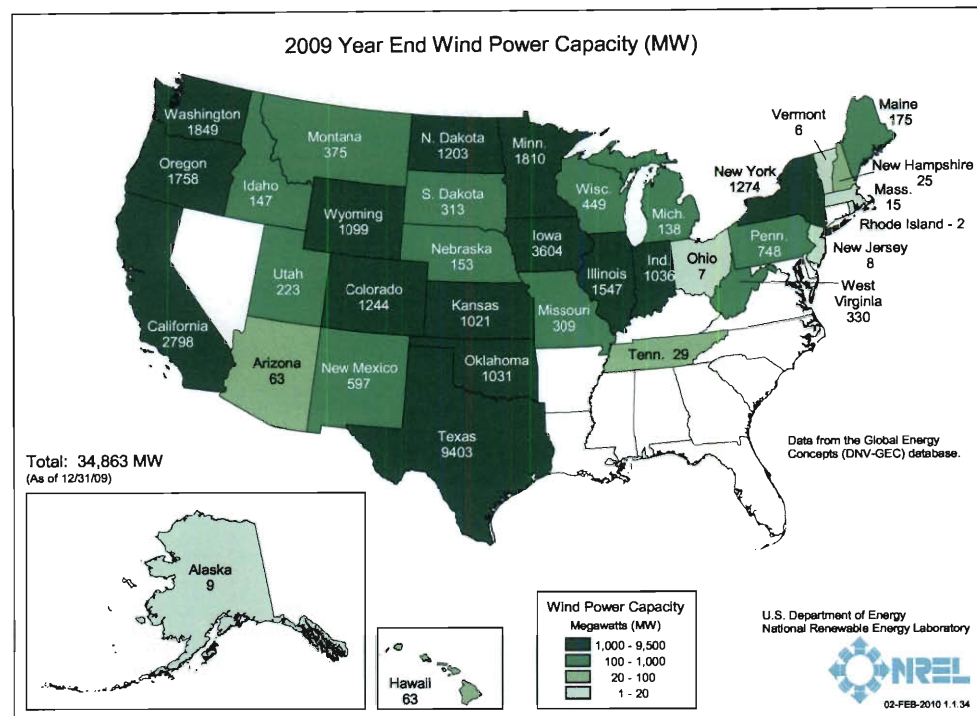 2009 Year End Wind Power Capacity (MW)
Washington
1849
Oregon
1758
California
2798
Idaho
147
Montana
375
Wyoming
1099
Utah
223
Colorado
1244
Arizona
63
New Mexico
597
N. Dakota
1203
S. Dakota
313
Nebraska
153
Kansas
1021
Oklahoma
1031
Texas
9403
Minn.
1810
Iowa
3604
Missouri
309
Wisc.
449
Illinois
1547
Mich.
138
Ind.
1036
Ohio
7
Tenn. 29
New York
1274
Penn.
748
Vermont
6
Maine
175
New Hampshire
25
Mass.
15
Rhode Island - 2
New Jersey
8
West
Virginia
330
Data from the Global Energy
Concepts (DNV-GEC) database.
Total: 34,863 MW
(As of 12/31/09)
Alaska
9
Hawaii
63
Wind Power Capacity
Megawatts (MW)
1,000 - 9,500
100 - 1,000
20 - 100
1 - 20
U.S. Department of Energy
National Renewable Energy Laboratory
NREL
02-FEB-2010 1.1.34